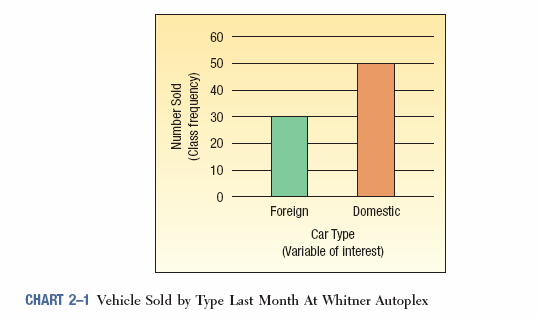 60
50
40
30
20
10
0
Number Sold
(Class frequency)
Foreign Domestic
Car Type
(Variable of interest)
CHART 2–1 Vehicle Sold by Type Last Month At Whitner Autoplex